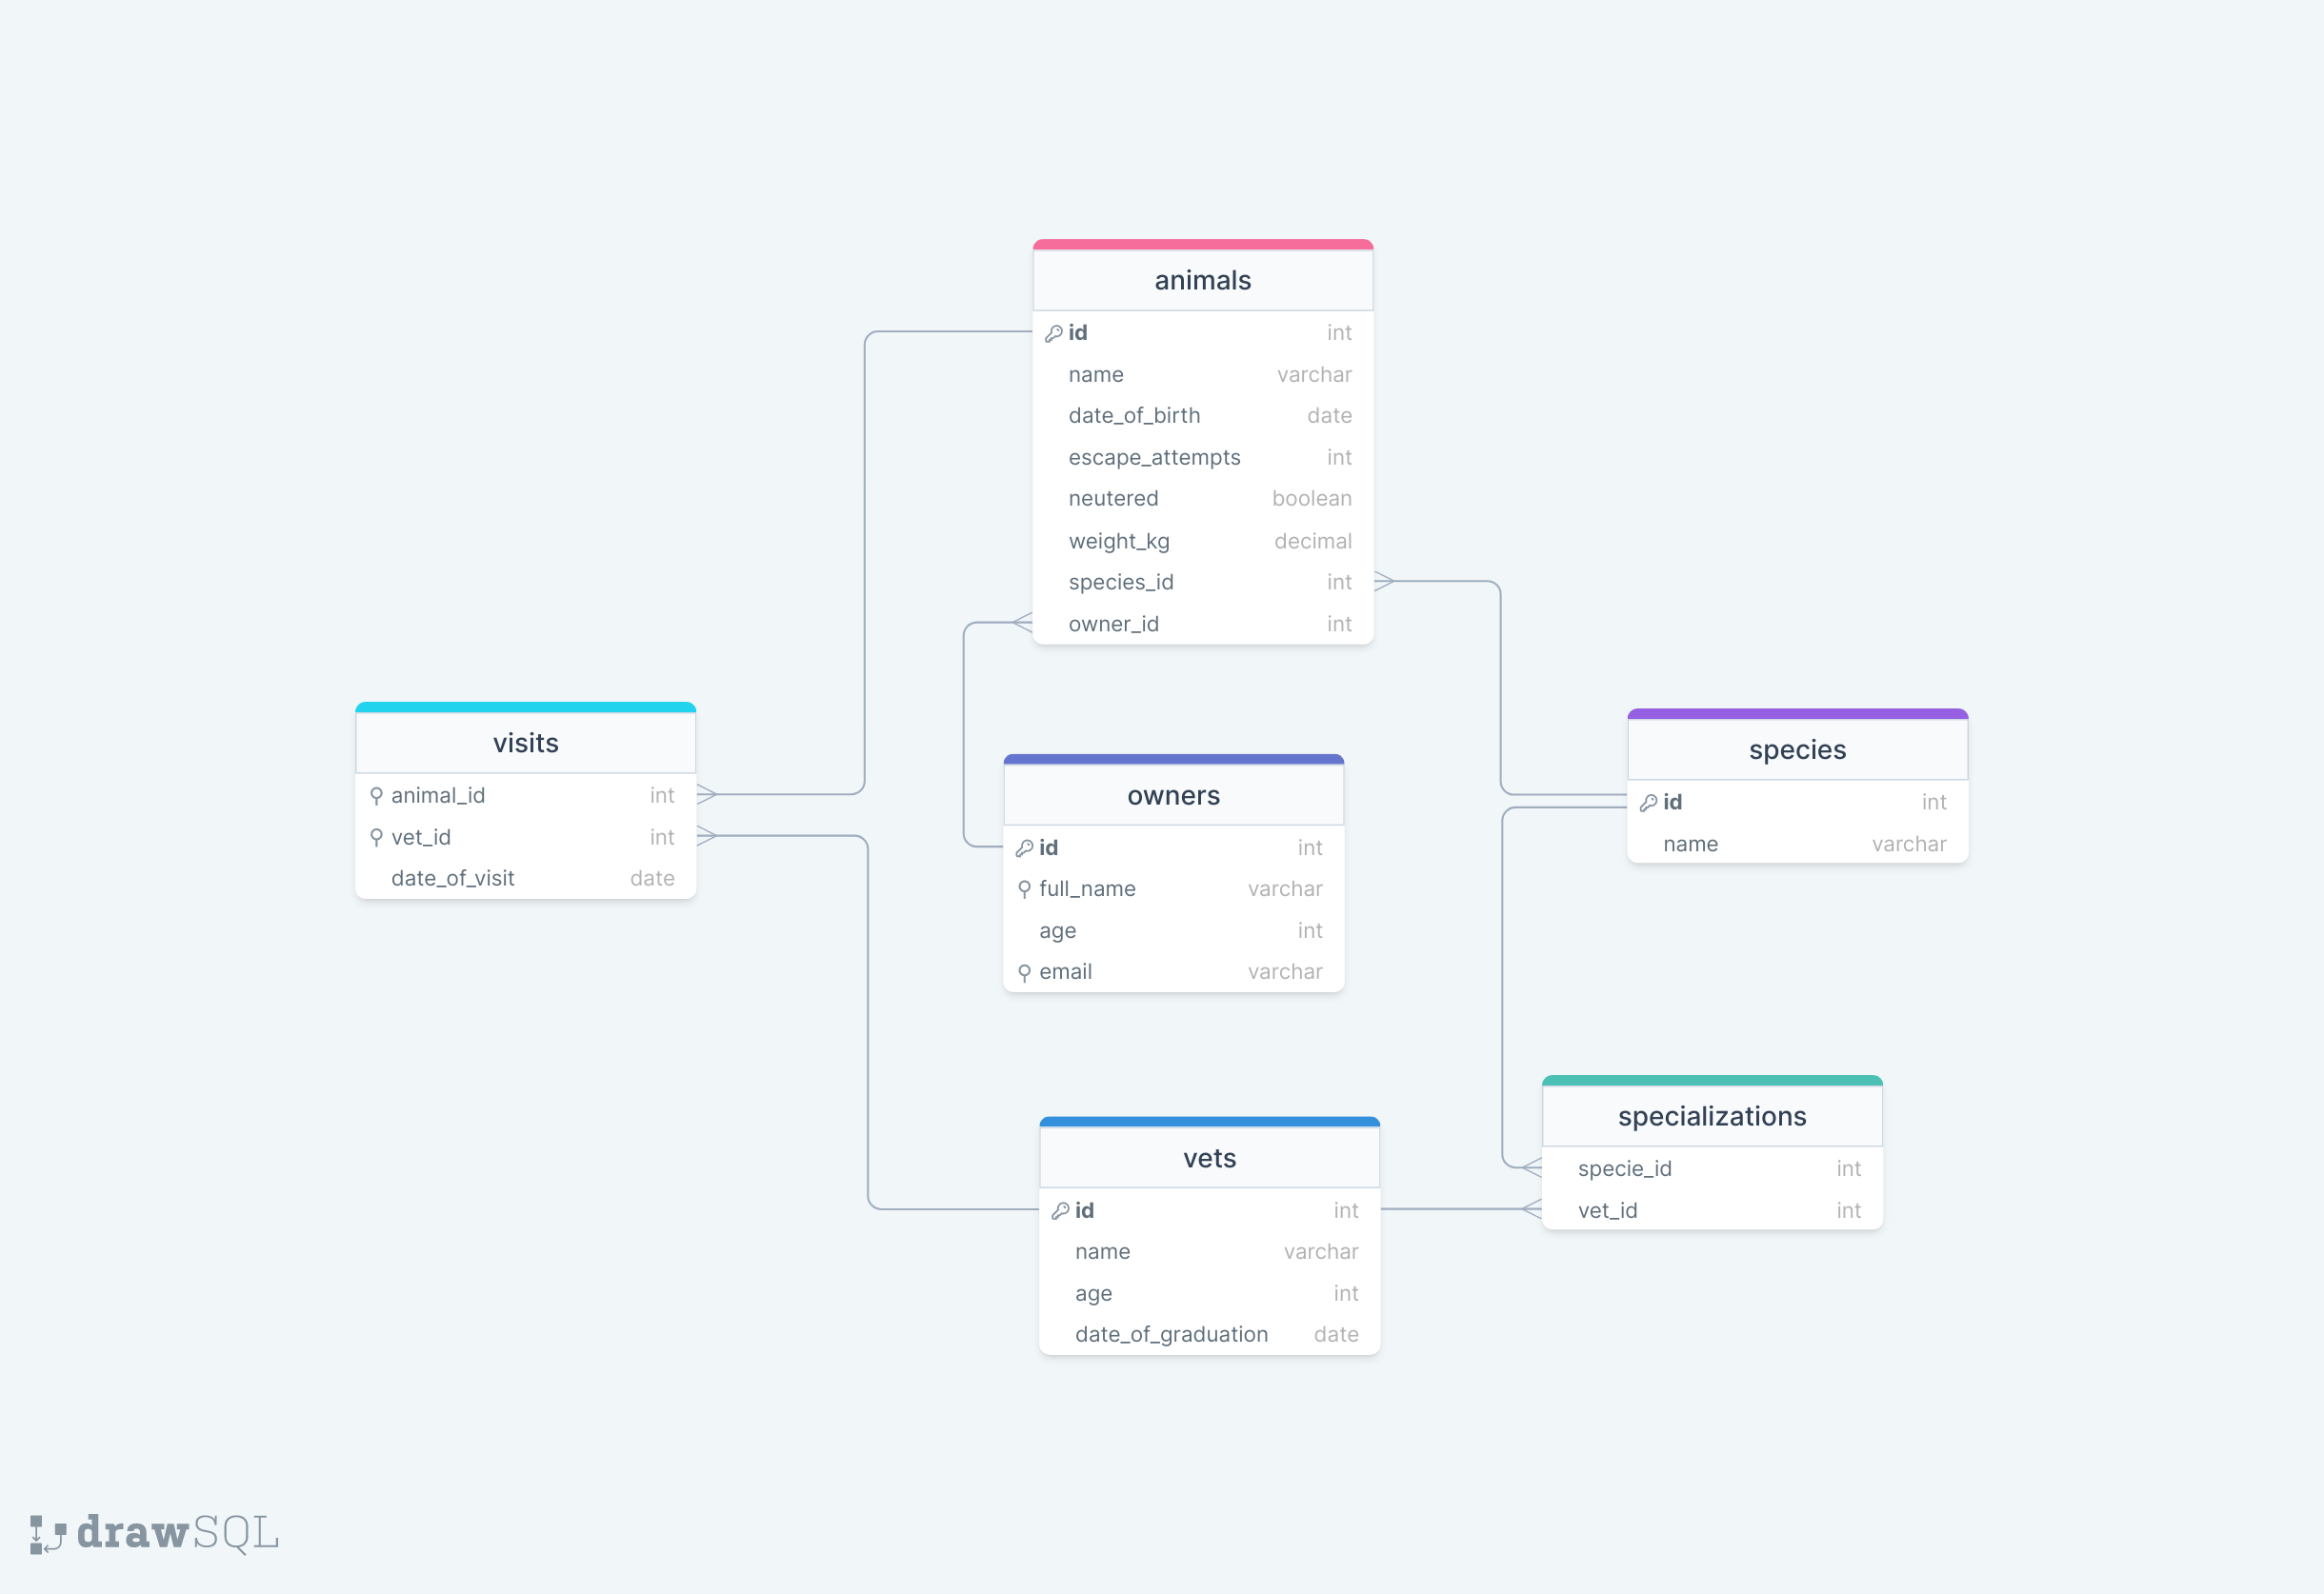 animals
id int
name varchar
date_of_birth date
escape_attempts int
neutered boolean
weight_kg decimal
species_id int
owner_id int
visits
animal_id int
vet_id int
date_of_visit date
owners
id int
full_name varchar
age int
email varchar
species
id int
name varchar
vets
id int
name varchar
age int
date_of_graduation date
specializations
specie_id int
vet_id int
drawSQL